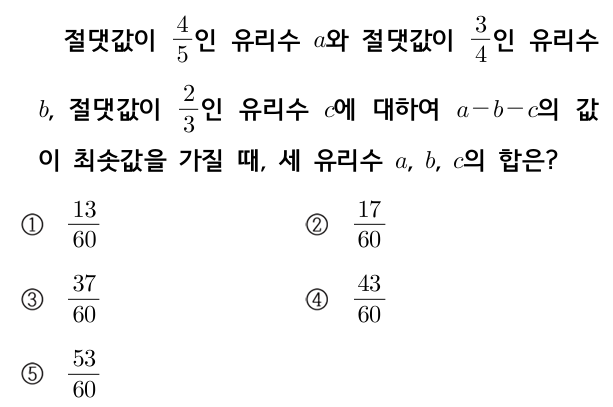 절댓값이 $\frac{4}{5}$인 유리수 $a$와 절댓값이 $\frac{3}{4}$인 유리수
$b$, 절댓값이 $\frac{2}{3}$인 유리수 $c$에 대하여 $a-b-c$의 값
이 최솟값을 가질 때, 세 유리수 $a$, $b$, $c$의 합은?
① $\frac{13}{60}$ ② $\frac{17}{60}$
③ $\frac{37}{60}$ ④ $\frac{43}{60}$
⑤ $\frac{53}{60}$